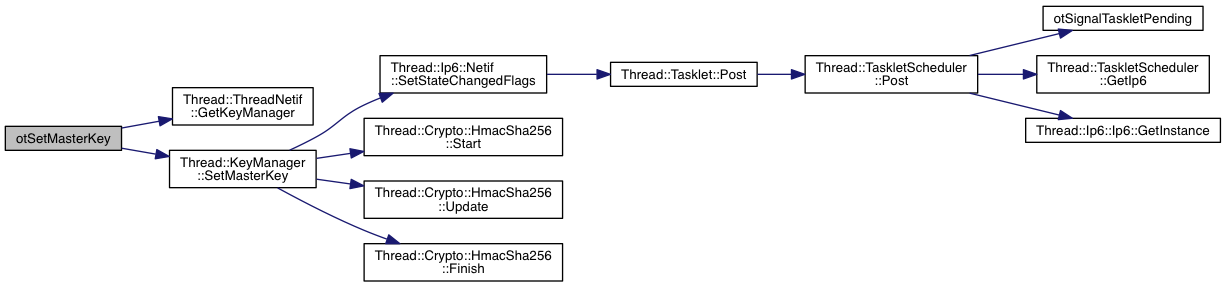 otSetMasterKey
Thread::ThreadNetif
::GetKeyManager
Thread::KeyManager
::SetMasterKey
Thread::Ip6::Netif
::SetStateChangedFlags
Thread::Crypto::HmacSha256
::Start
Thread::Crypto::HmacSha256
::Update
Thread::Crypto::HmacSha256
::Finish
Thread::Tasklet::Post
Thread::TaskletScheduler
::Post
otSignalTaskletPending
Thread::TaskletScheduler
::GetIp6
Thread::Ip6::Ip6::GetInstance